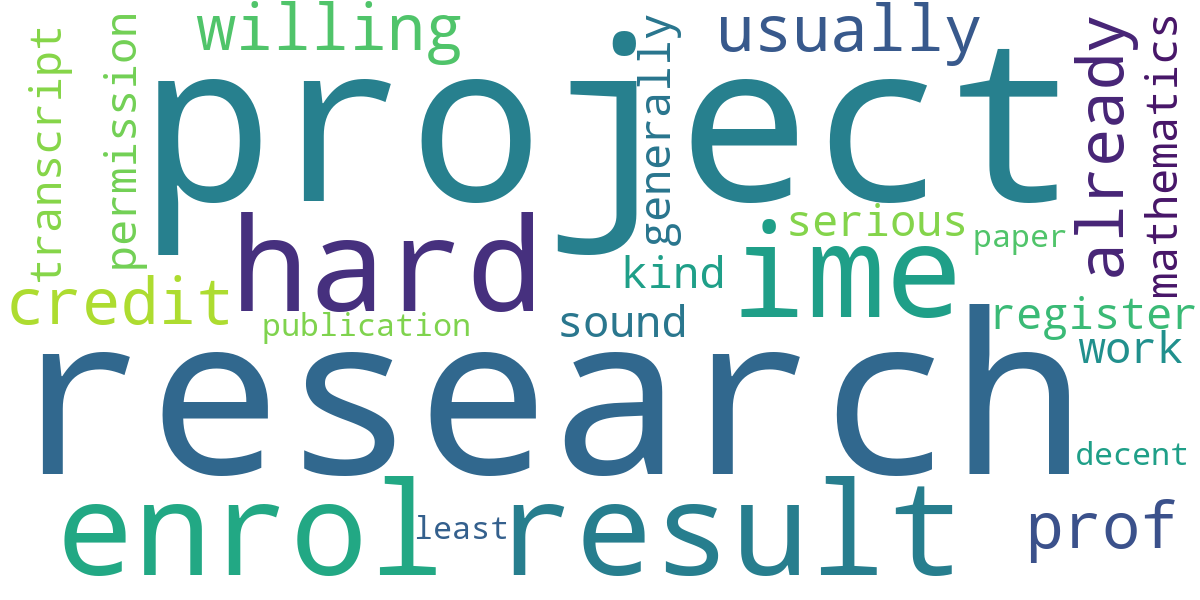 willing
usually
transcript
permission
project
generally
already
mathematics
hard
ime
serious
paper
kind
credit
publication
sound
register
work
research
decent
enrol
least
result
prof